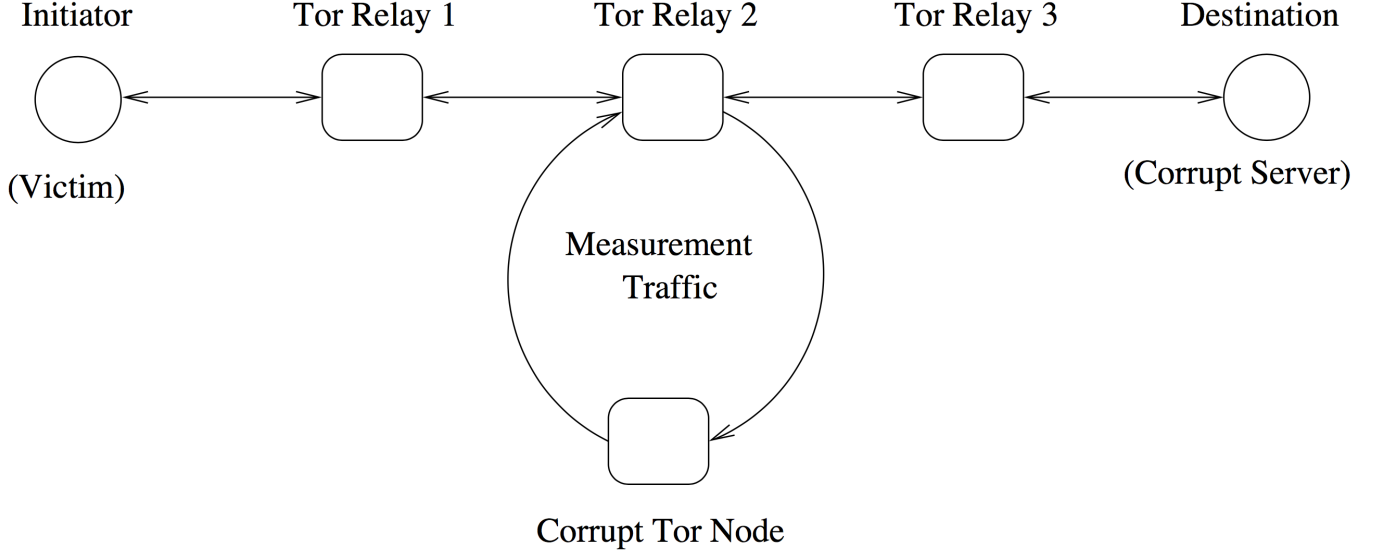 Initiator
Tor Relay 1
Tor Relay 2
Tor Relay 3
Destination
(Victim)
(Corrupt Server)
Measurement
Traffic
Corrupt Tor Node